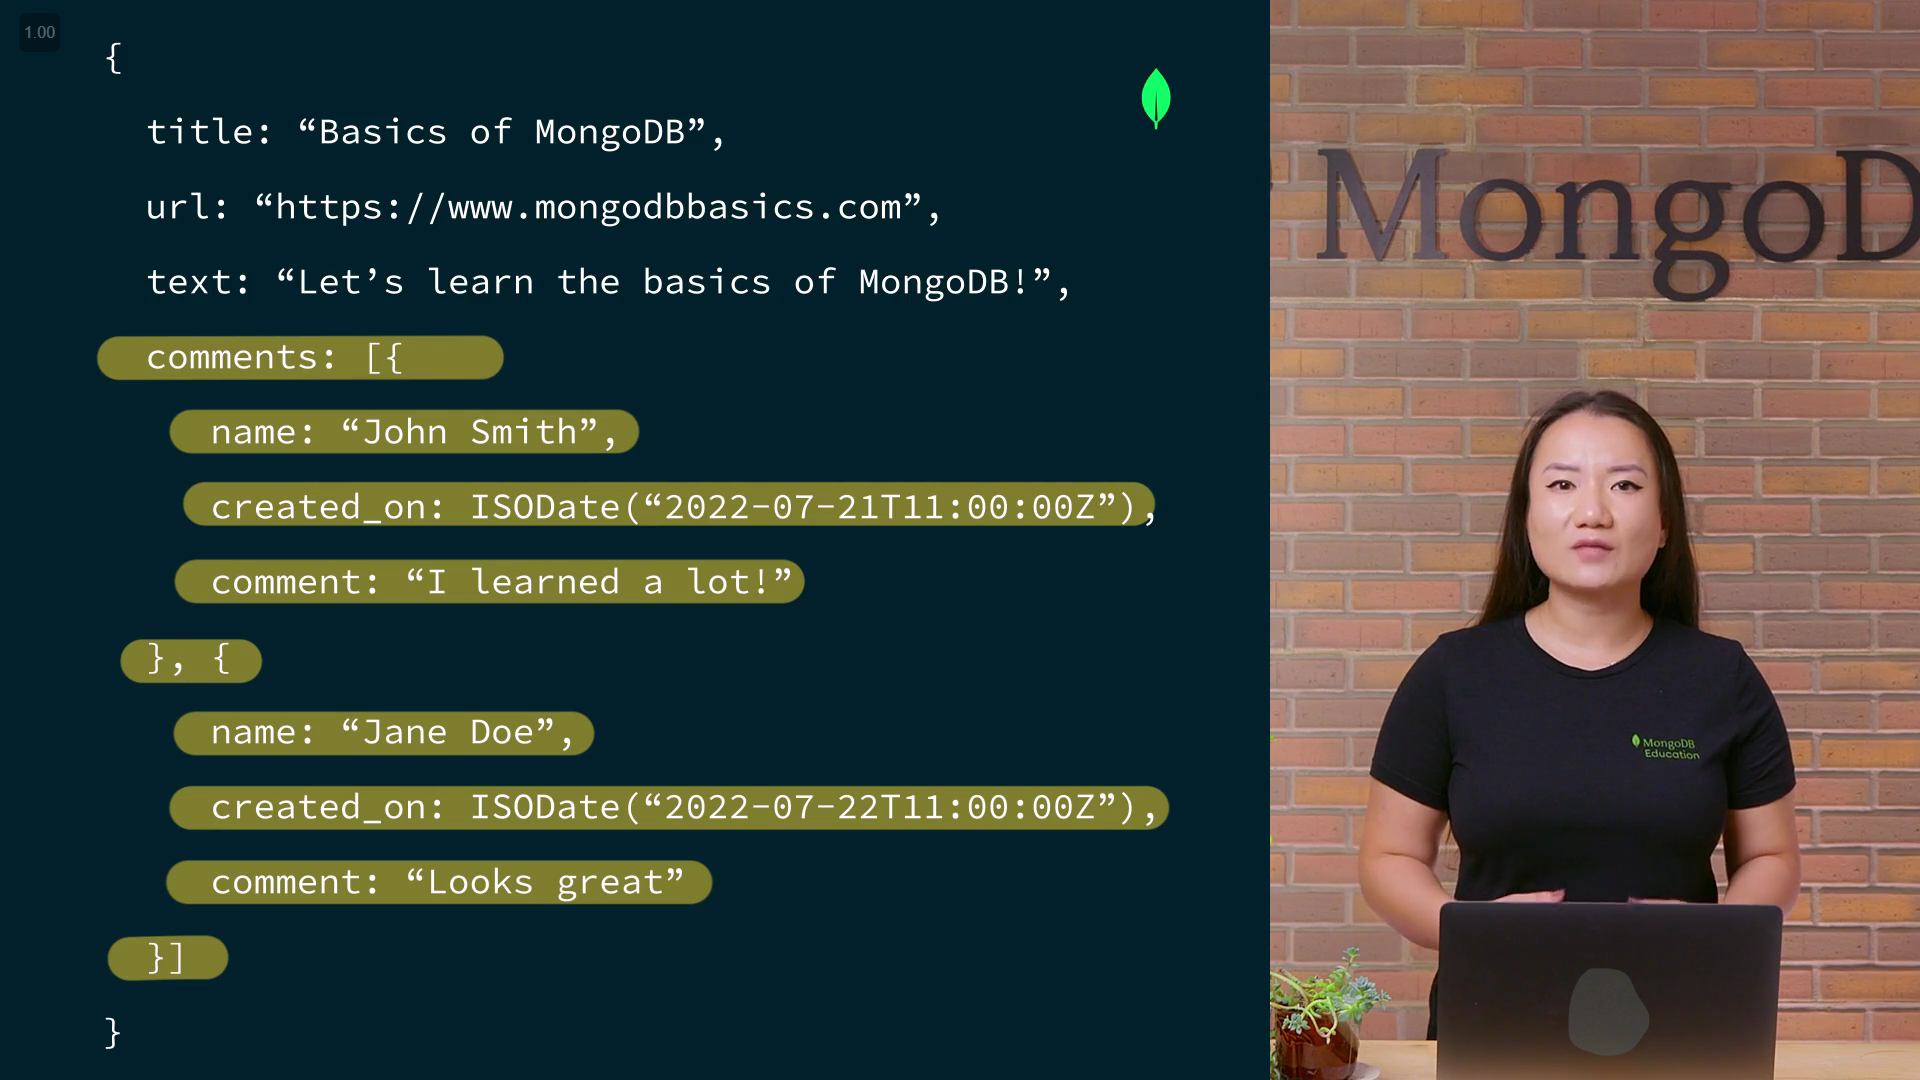 1.00
{
title: “Basics of MongoDB”,
url: “https://www.mongodbbasics.com”,
text: “Let’s learn the basics of MongoDB!”,
comments: [{
name: “John Smith”,
created_on: ISODate(“2022-07-21T11:00:00Z”),
comment: “I learned a lot!”
}, {
name: “Jane Doe”,
created_on: ISODate(“2022-07-22T11:00:00Z”),
comment: “Looks great”
}]
}
MongoD
MongoDB
Education